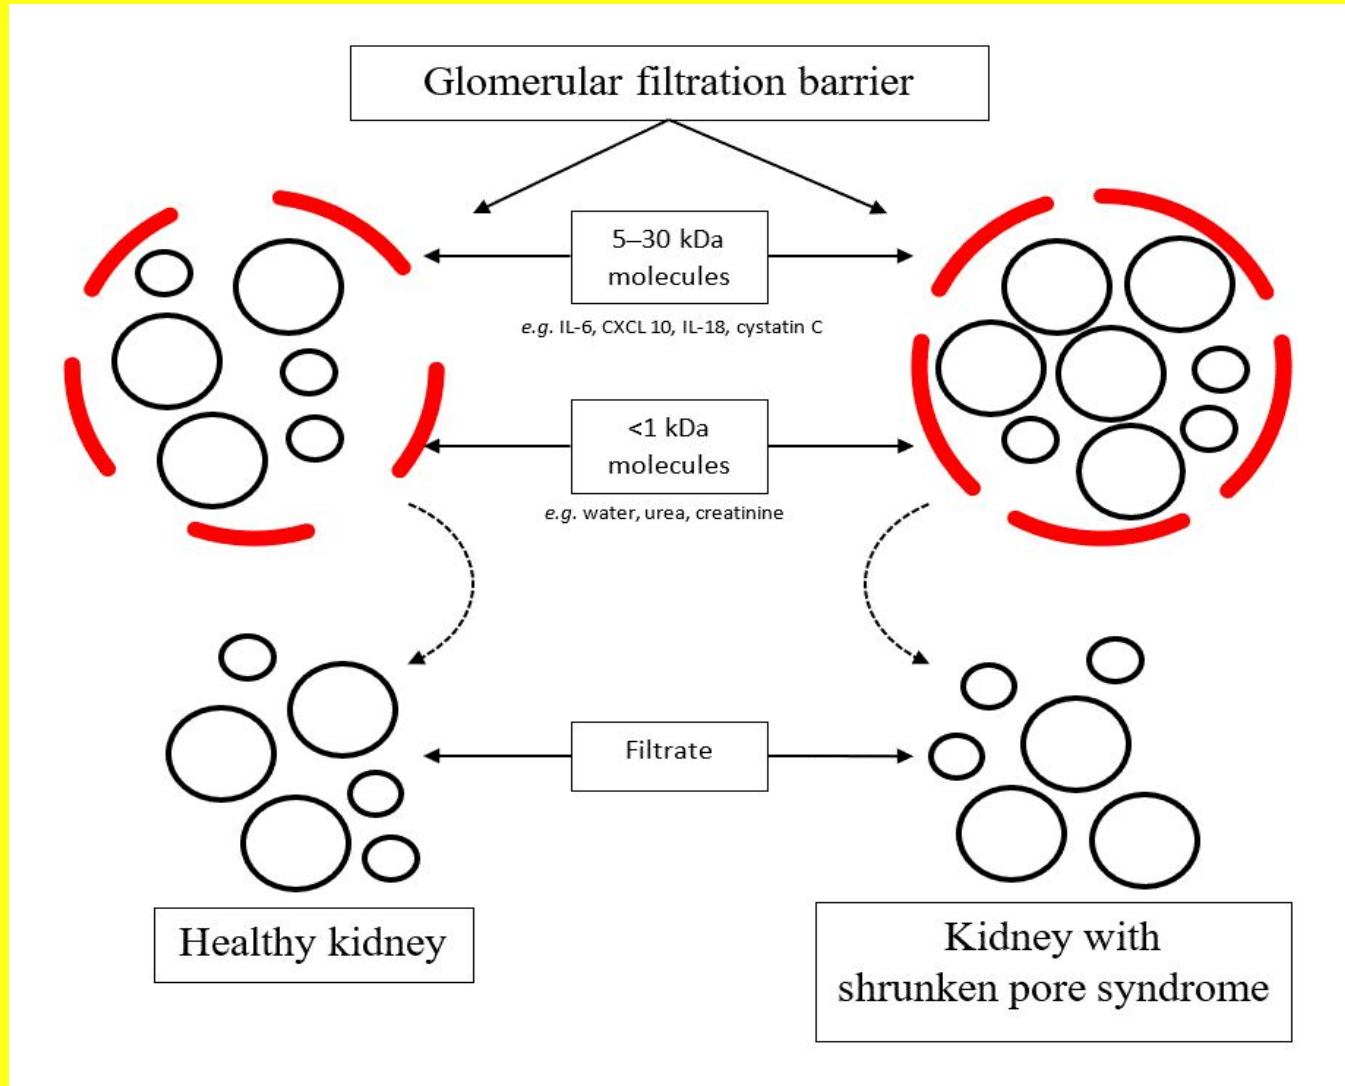 Glomerular filtration barrier
5–30 kDa
molecules
e.g. IL-6, CXCL 10, IL-18, cystatin C
<1 kDa
molecules
e.g. water, urea, creatinine
Filtrate
Healthy kidney
Kidney with
shrunken pore syndrome